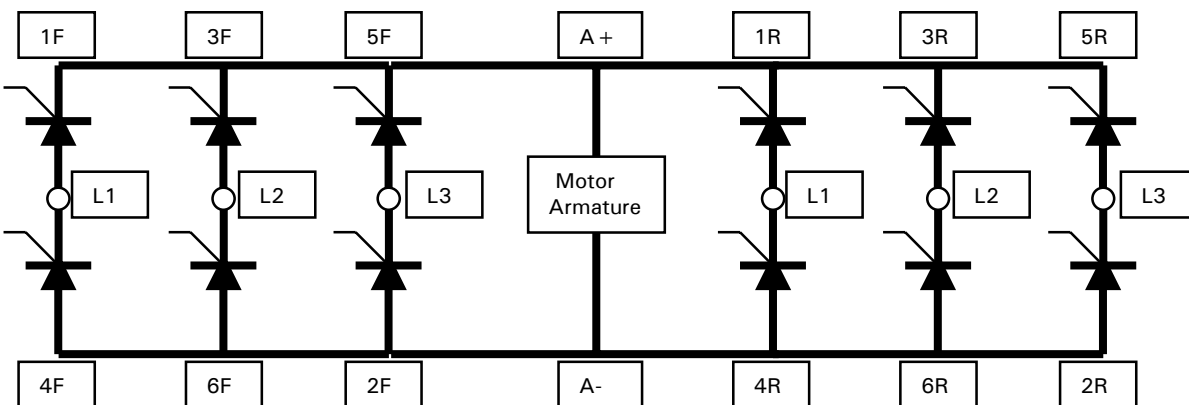 1F 3F 5F A+ 1R 3R 5R
L1 L2 L3 Motor Armature L1 L2 L3
4F 6F 2F A- 4R 6R 2R